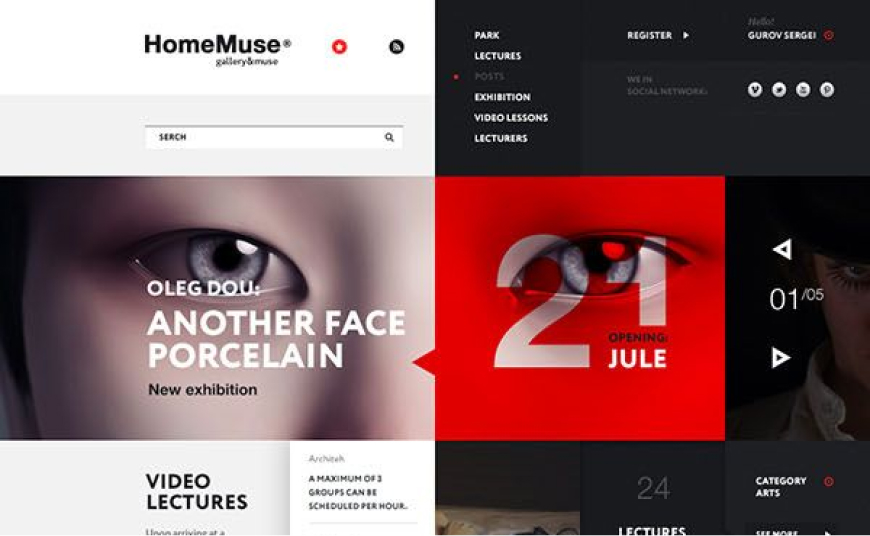 HomeMuse®
gallery&muse
SERCH
PARK
LECTURES
POSTS
EXHIBITION
VIDEO LESSONS
LECTURERS
REGISTER
Hello!
GUROV SERGEI
WE IN
SOCIAL NETWORK:
OLEG DOU:
ANOTHER FACE
PORCELAIN
New exhibition
21
OPENING:
JULE
01/05
VIDEO
LECTURES
Upon arriving at a
Architah
A MAXIMUM OF 3
GROUPS CAN BE
SCHEDULED PER HOUR..
24
LECTURES
CATEGORY
ARTS
SEE MORE